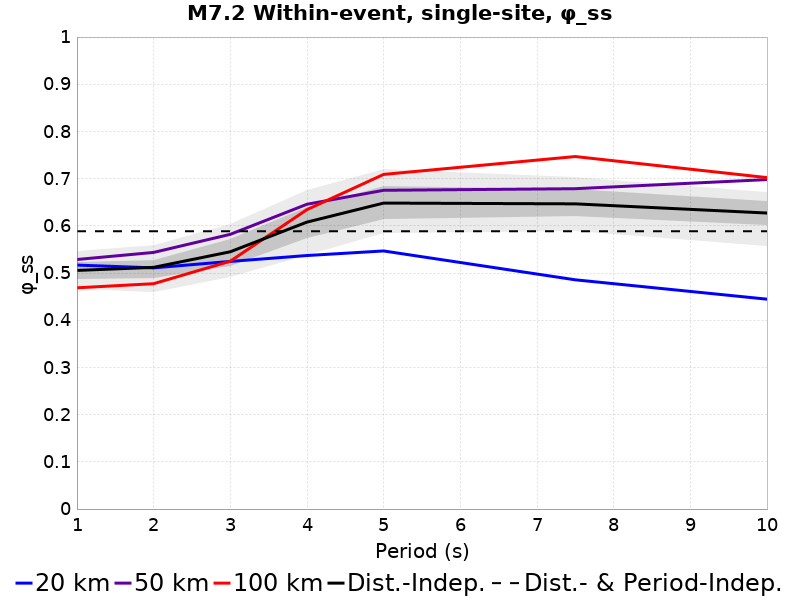 M7.2 Within-event, single-site, φ_ss
1
0.9
0.8
0.7
0.6
0.5
0.4
0.3
0.2
0.1
0
φ_ss
1 2 3 4 5 6 7 8 9 10
Period (s)
20 km 50 km 100 km Dist.-Indep. Dist.- & Period-Indep.